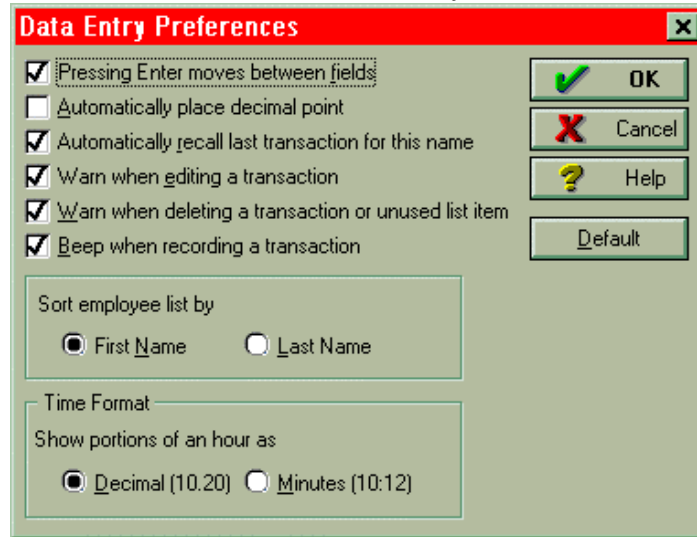 Data Entry Preferences
Pressing Enter moves between fields
Automatically place decimal point
Automatically recall last transaction for this name
Warn when editing a transaction
Warn when deleting a transaction or unused list item
Beep when recording a transaction
OK
Cancel
Help
Default
Sort employee list by
First Name Last Name
Time Format
Show portions of an hour as
Decimal (10.20) Minutes (10:12)